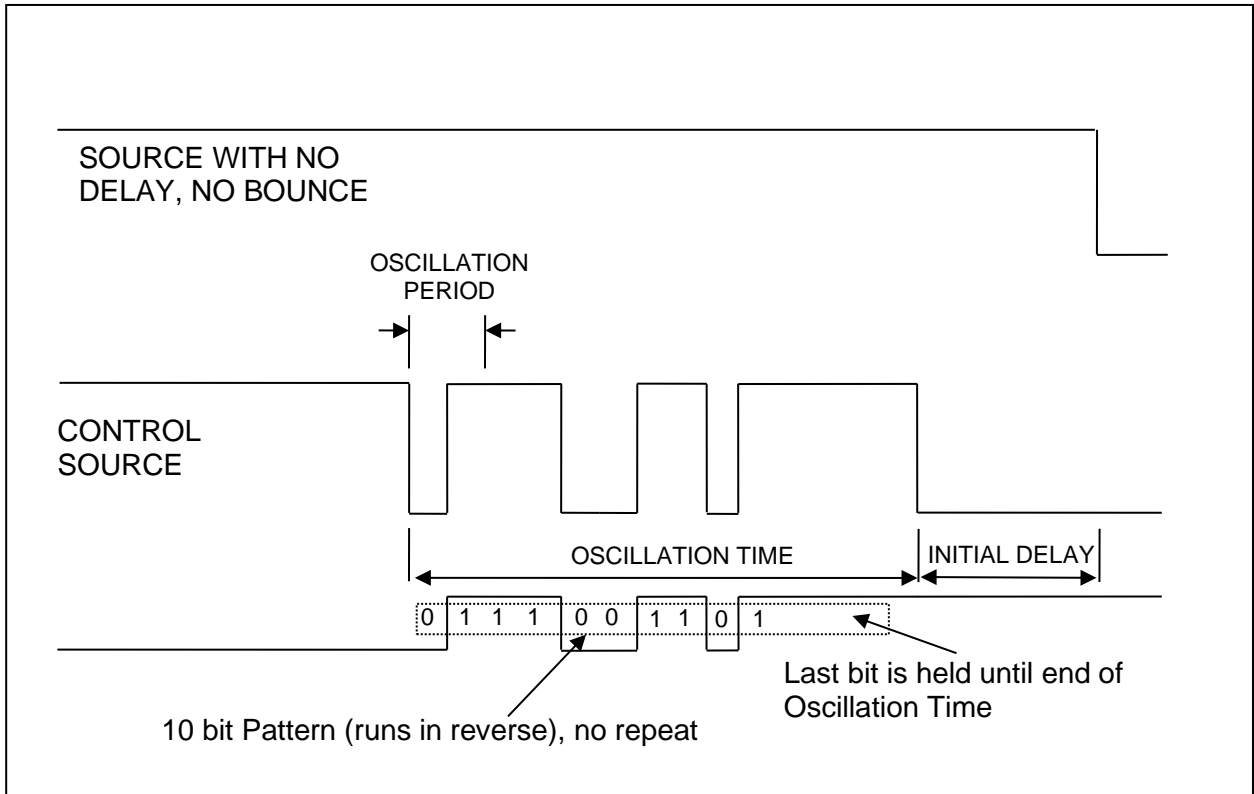 SOURCE WITH NO
DELAY, NO BOUNCE
OSCILLATION
PERIOD
CONTROL
SOURCE
OSCILLATION TIME
INITIAL DELAY
0 1 1 1 0 0 1 1 0 1
Last bit is held until end of
Oscillation Time
10 bit Pattern (runs in reverse), no repeat